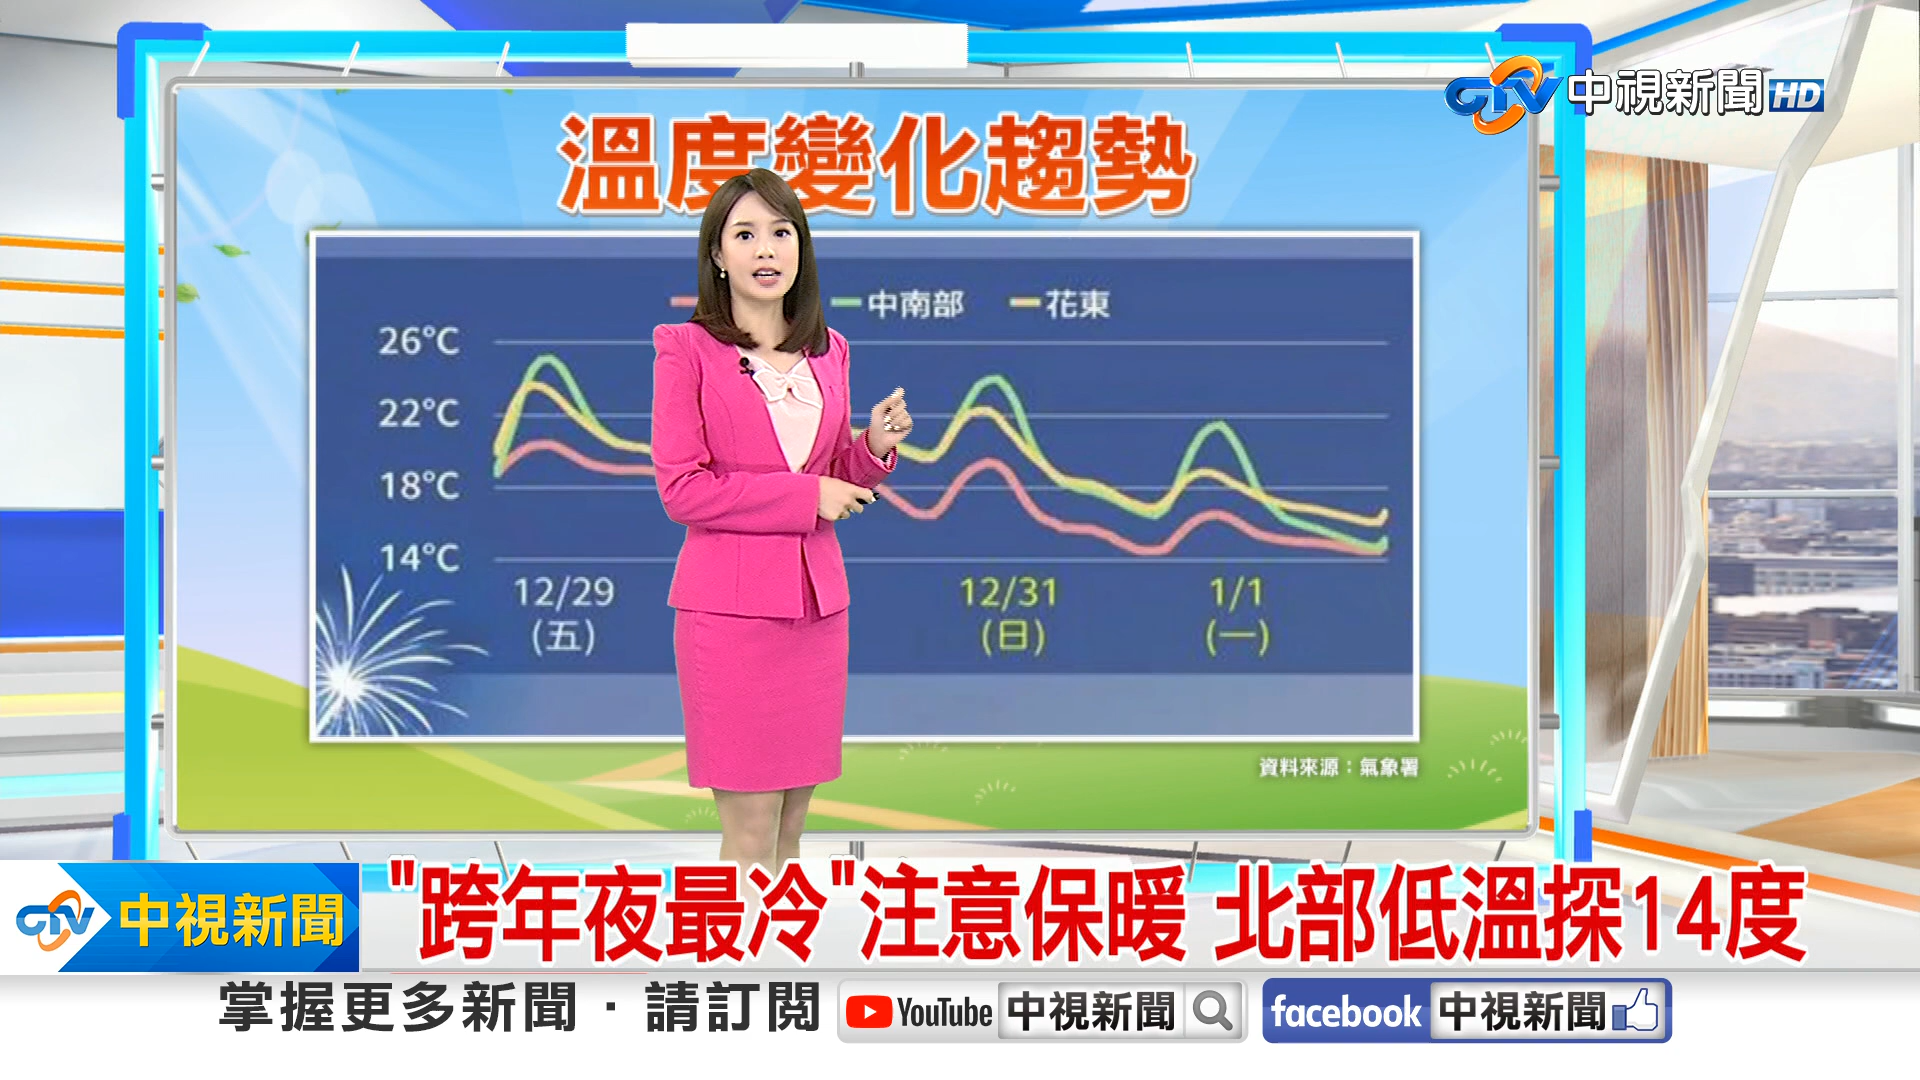 CTV 中視新聞 HD
溫度變化趨勢
中南部 花東
26°C
22°C
18°C
14°C
12/29 12/31 1/1
(五) (日) (一)
資料來源：氣象署
CTV 中視新聞 "跨年夜最冷"注意保暖 北部低溫探14度
掌握更多新聞·請訂閱 YouTube 中視新聞 facebook 中視新聞